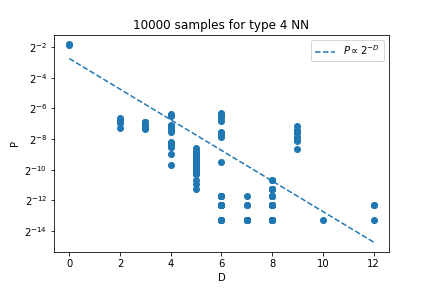 10000 samples for type 4 NN
P ∝ 2⁻ᴰ
2⁻²
2⁻⁴
2⁻⁶
2⁻⁸
2⁻¹⁰
2⁻¹²
2⁻¹⁴
P
0 2 4 6 8 10 12
D